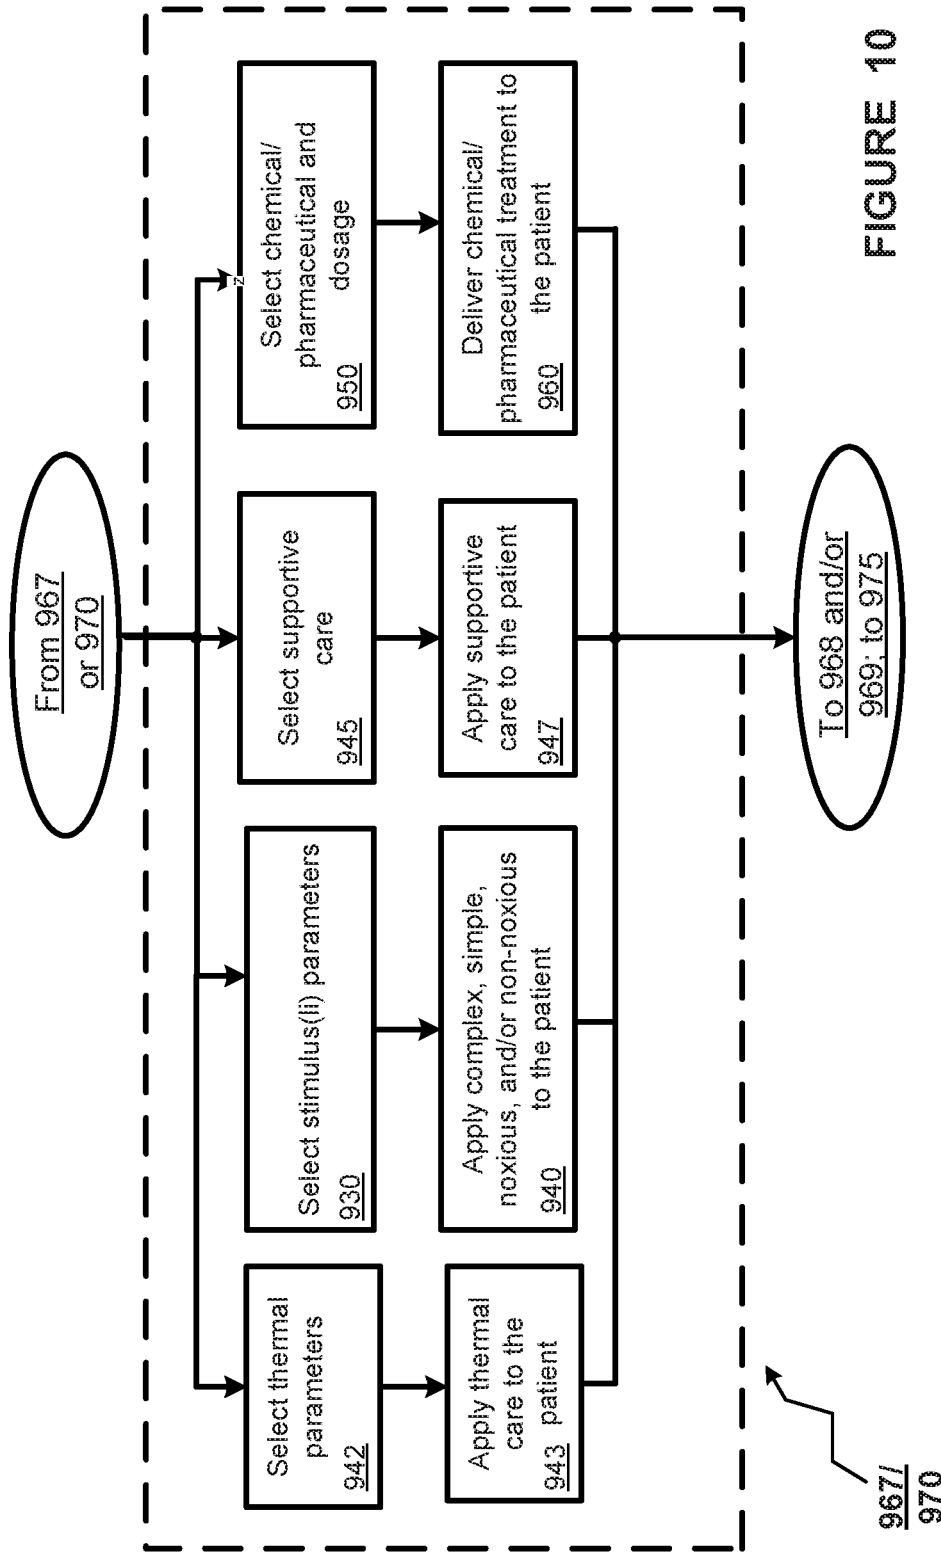 From 967
or 970
Select thermal
parameters
942
Select stimulus(li) parameters
930
Select supportive
care
945
Select chemical/
pharmaceutical and
dosage
950
z
Apply thermal
care to the
patient
943
Apply complex, simple,
noxious, and/or non-noxious
to the patient
940
Apply supportive
care to the patient
947
Deliver chemical/
pharmaceutical treatment to
the patient
960
To 968 and/or
969; to 975
967/
970
FIGURE 10